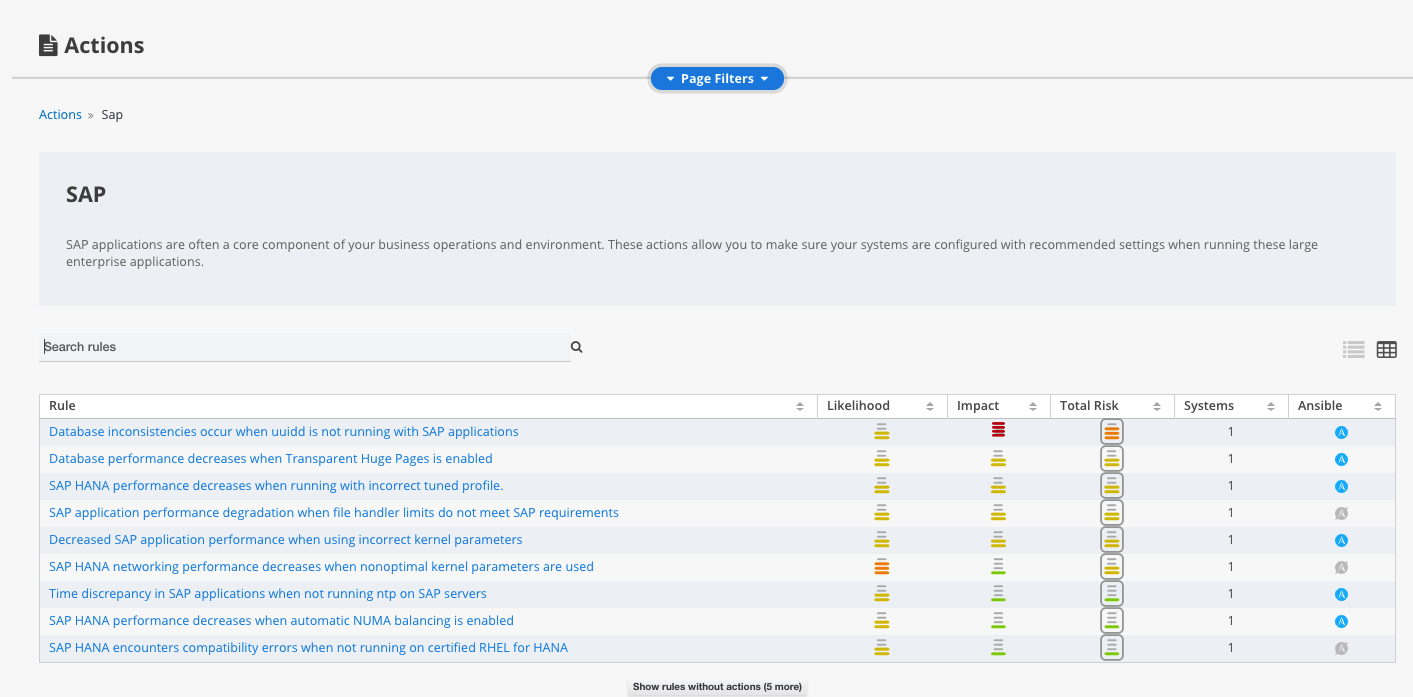 Actions
Page Filters
Actions » Sap
SAP
SAP applications are often a core component of your business operations and environment. These actions allow you to make sure your systems are configured with recommended settings when running these large
enterprise applications.
Search rules
Rule Likelihood Impact Total Risk Systems Ansible
Database inconsistencies occur when uuidd is not running with SAP applications 1 A
Database performance decreases when Transparent Huge Pages is enabled 1 A
SAP HANA performance decreases when running with incorrect tuned profile. 1 A
SAP application performance degradation when file handler limits do not meet SAP requirements 1 A
Decreased SAP application performance when using incorrect kernel parameters 1 A
SAP HANA networking performance decreases when nonoptimal kernel parameters are used 1 A
Time discrepancy in SAP applications when not running ntp on SAP servers 1 A
SAP HANA performance decreases when automatic NUMA balancing is enabled 1 A
SAP HANA encounters compatibility errors when not running on certified RHEL for HANA 1 A
Show rules without actions (5 more)